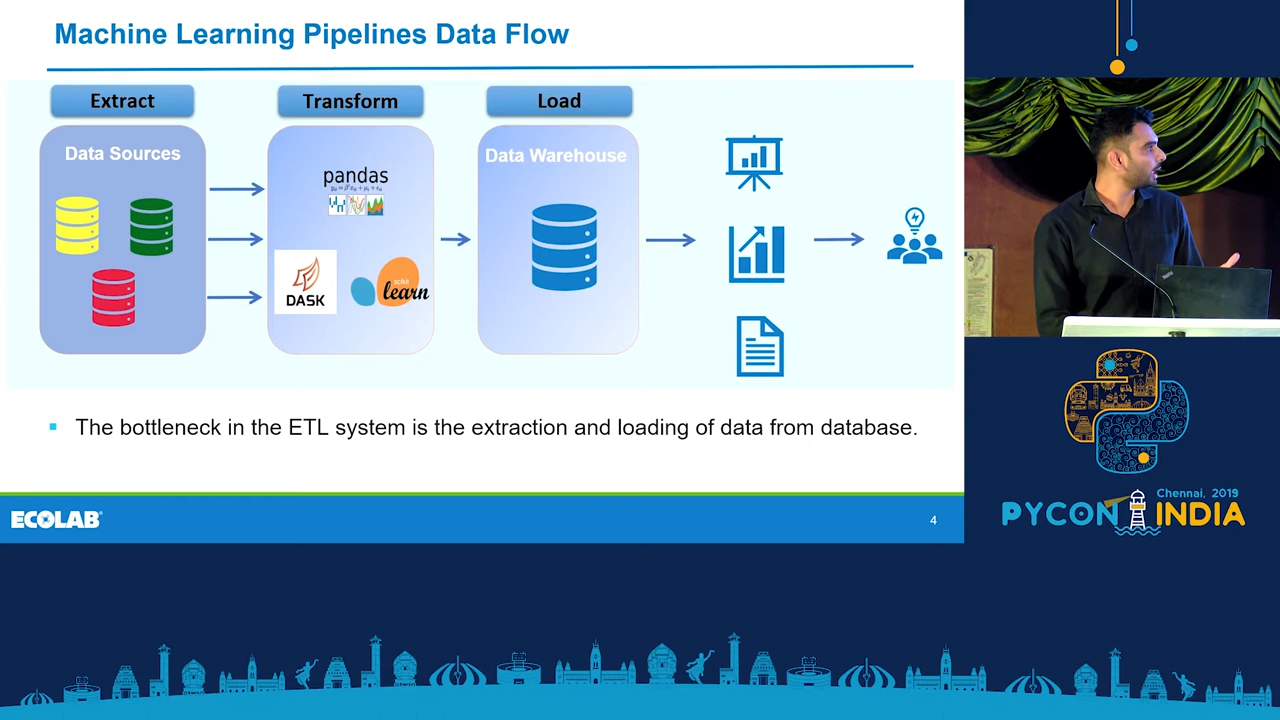 Machine Learning Pipelines Data Flow
Extract
Transform
Load
Data Sources
pandas
DASK
scikit
learn
Data Warehouse
The bottleneck in the ETL system is the extraction and loading of data from database.
ECOLAB
4
Chennai, 2019
PYCON INDIA